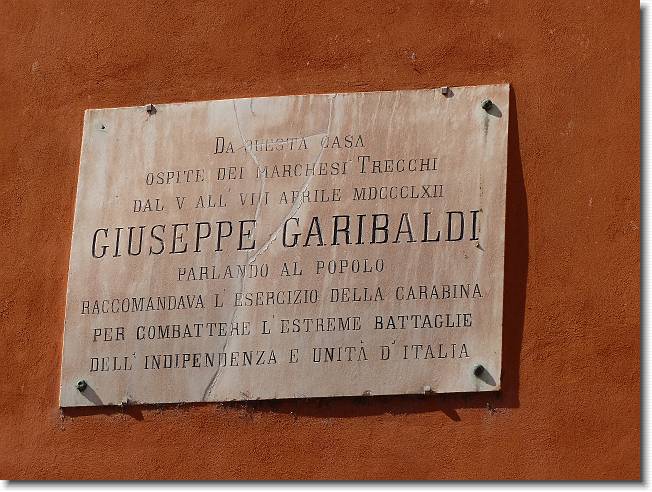 DA QUESTA CASA
OSPITE DEI MARCHESI TRECCHI
DAL V ALL' VIII APRILE MDCCCLXII
GIUSEPPE GARIBALDI
PARLANDO AL POPOLO
RACCOMANDAVA L'ESERCIZIO DELLA CARABINA
PER COMBATTERE L'ESTREME BATTAGLIE
DELL'INDIPENDENZA E UNITÀ D'ITALIA